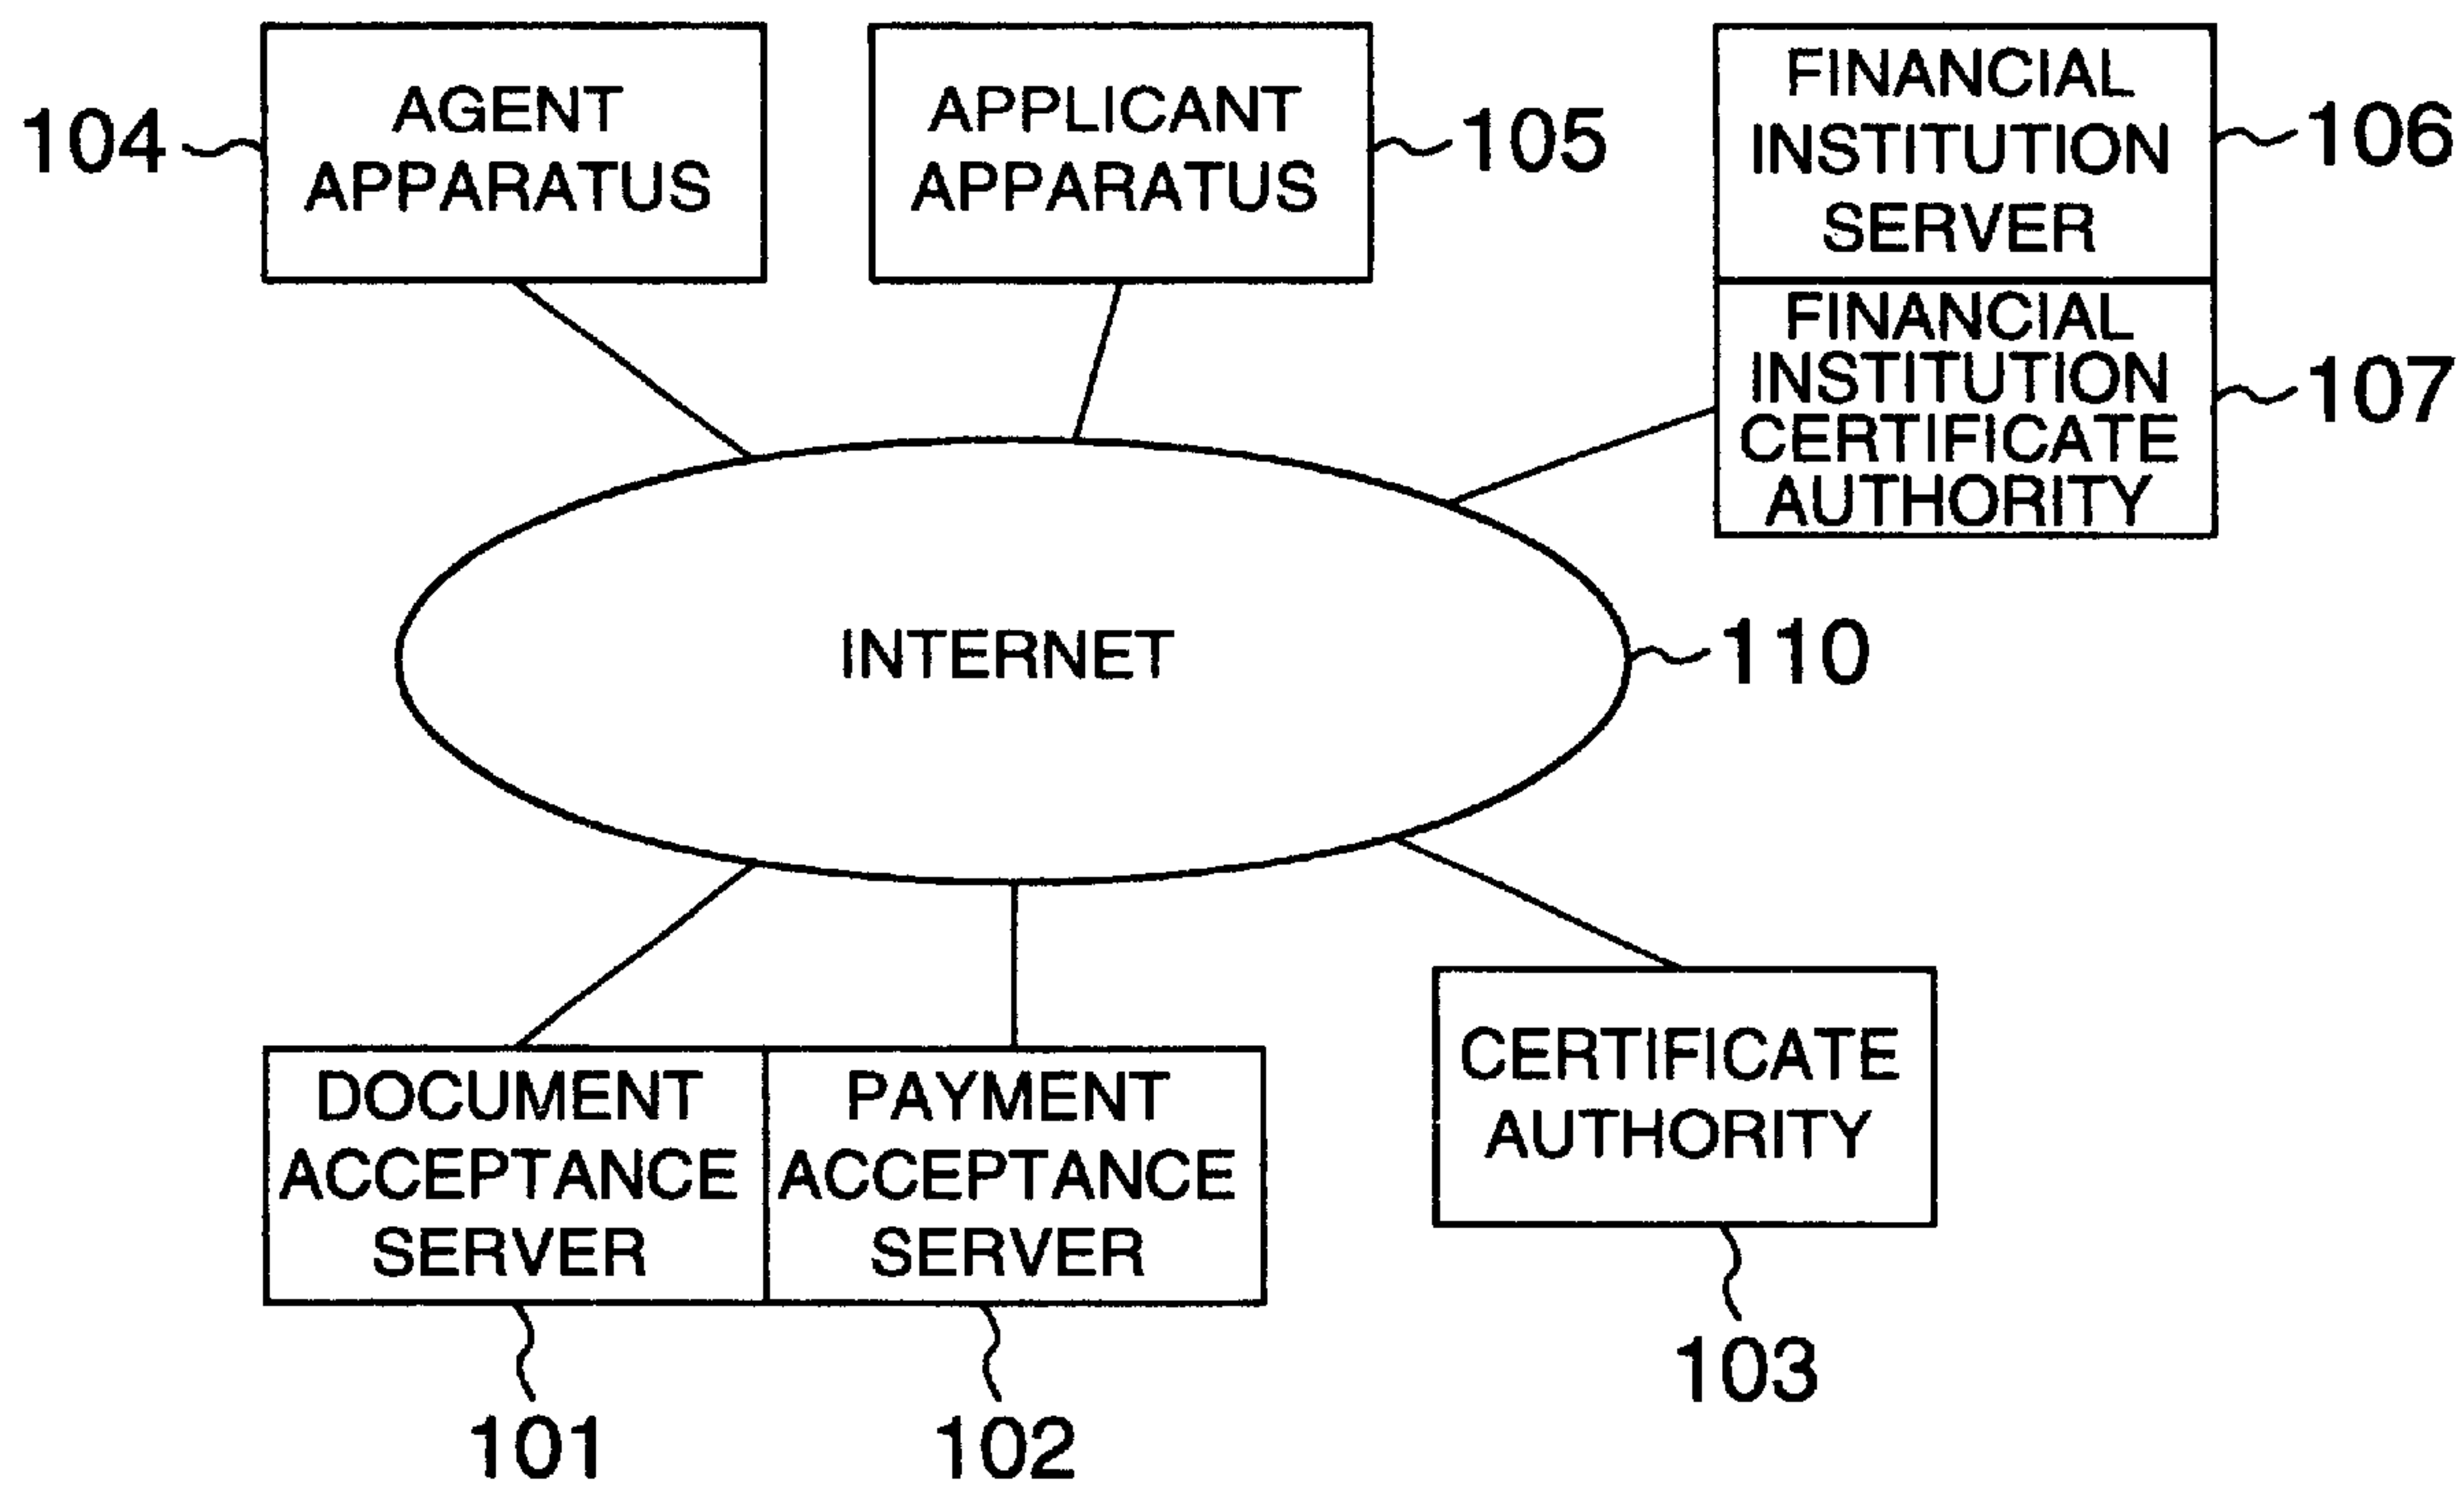 104
AGENT
APPARATUS
APPLICANT
APPARATUS
105
FINANCIAL
INSTITUTION
SERVER
106
FINANCIAL
INSTITUTION
CERTIFICATE
AUTHORITY
107
INTERNET
110
DOCUMENT
ACCEPTANCE
SERVER
101
PAYMENT
ACCEPTANCE
SERVER
102
CERTIFICATE
AUTHORITY
103